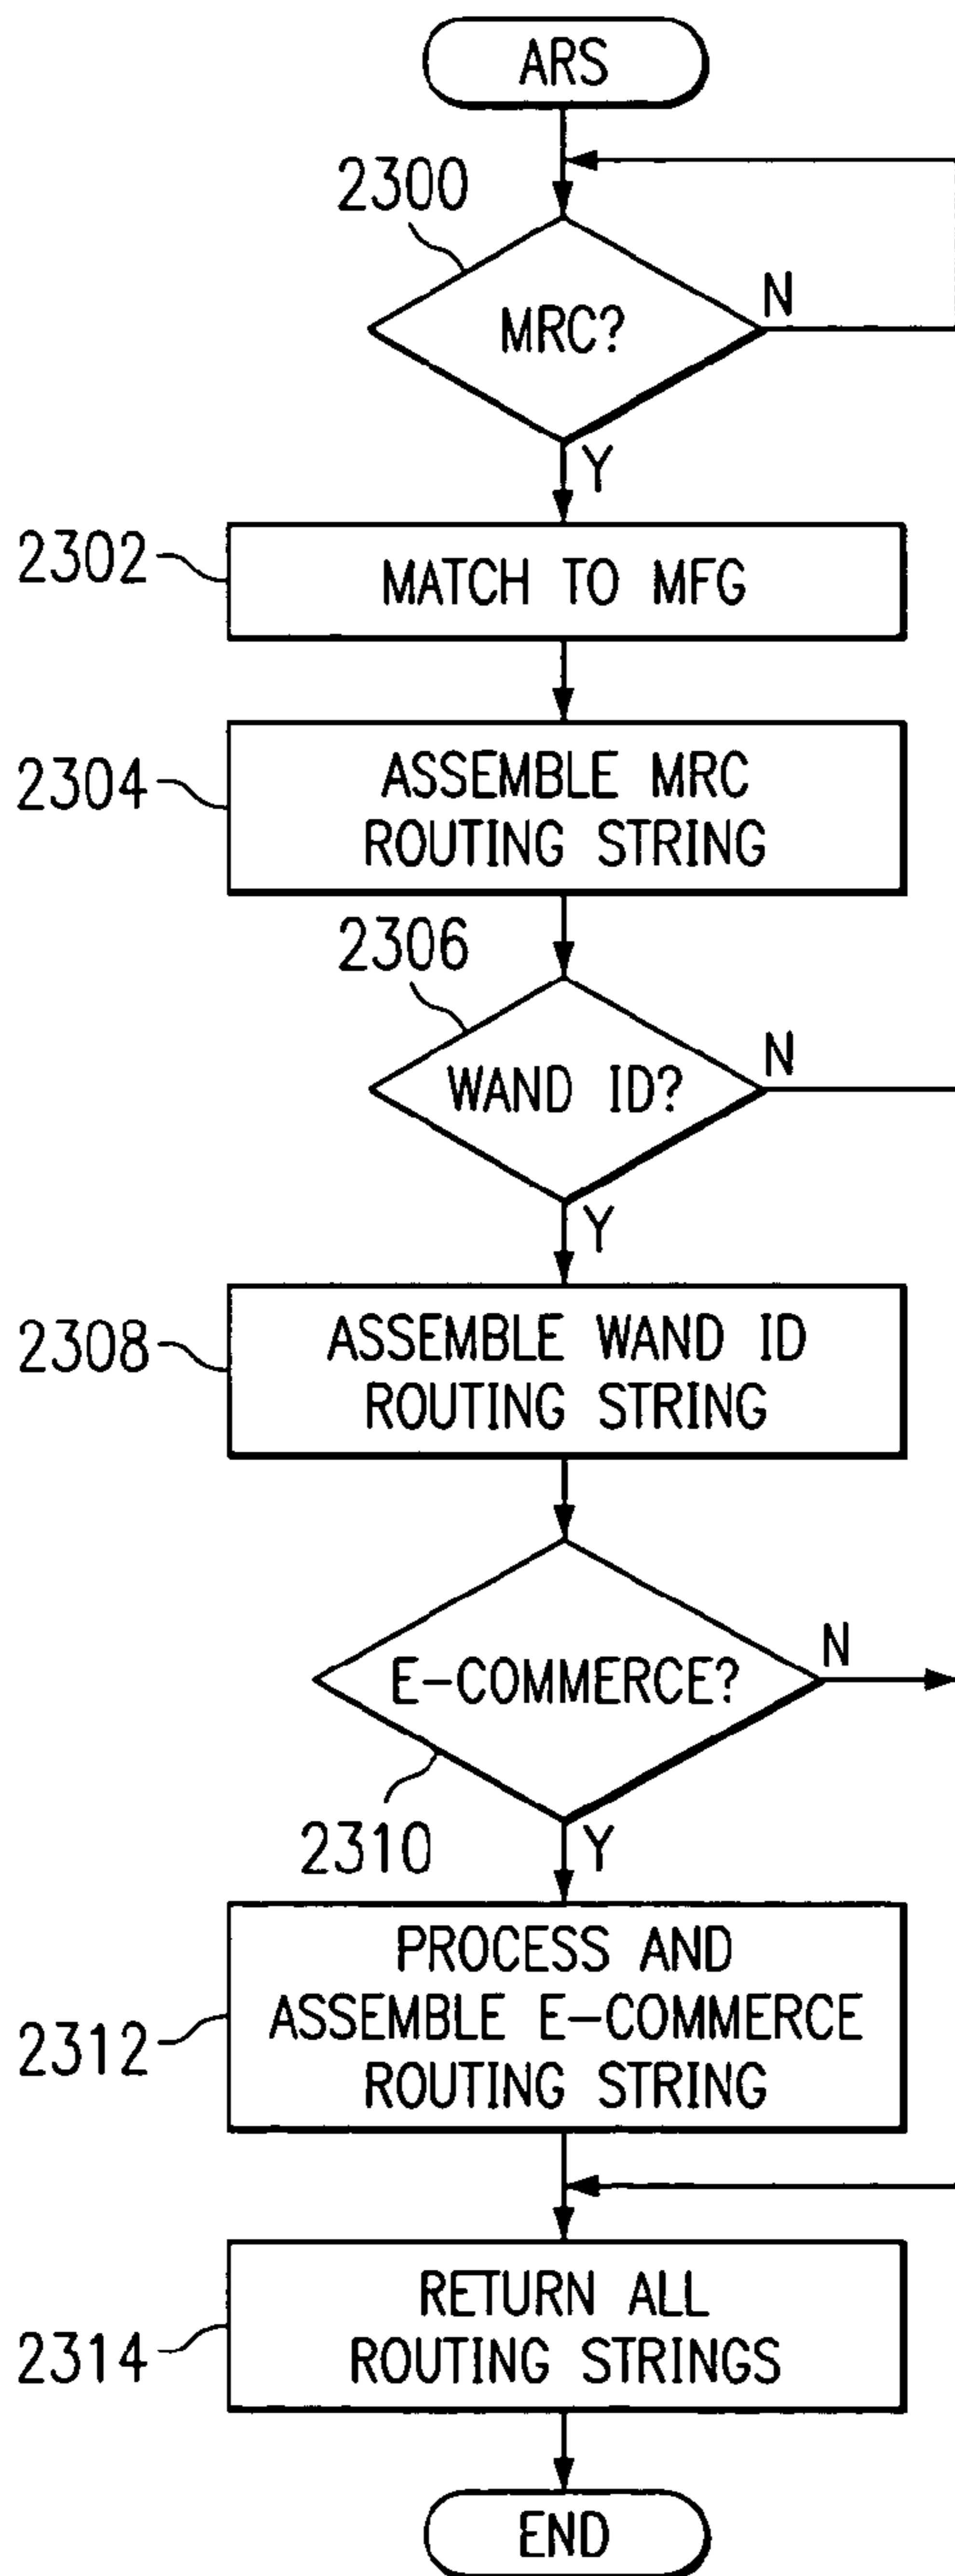 ARS
2300
MRC?
N
Y
2302
MATCH TO MFG
2304
ASSEMBLE MRC
ROUTING STRING
2306
WAND ID?
N
Y
2308
ASSEMBLE WAND ID
ROUTING STRING
E-COMMERCE?
N
2310
Y
2312
PROCESS AND
ASSEMBLE E-COMMERCE
ROUTING STRING
2314
RETURN ALL
ROUTING STRINGS
END